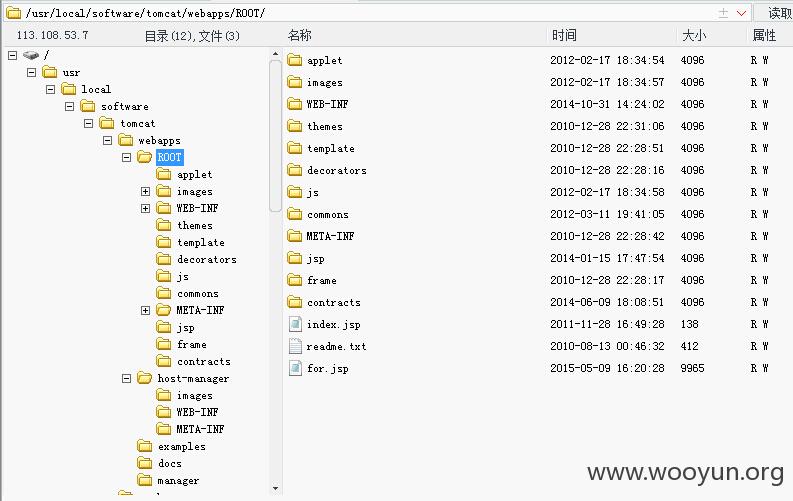 /usr/local/software/tomcat/webapps/ROOT/ 读取
113.108.53.7 目录(12),文件(3) 名称 时间 大小 属性
/
usr
local
software
tomcat
webapps
ROOT
applet
images
WEB-INF
themes
template
decorators
js
commons
META-INF
jsp
frame
contracts
host-manager
images
WEB-INF
META-INF
examples
docs
manager
applet 2012-02-17 18:34:54 4096 R W
images 2012-02-17 18:34:57 4096 R W
WEB-INF 2014-10-31 14:24:02 4096 R W
themes 2010-12-28 22:31:06 4096 R W
template 2010-12-28 22:28:51 4096 R W
decorators 2010-12-28 22:28:16 4096 R W
js 2012-02-17 18:34:58 4096 R W
commons 2012-03-11 19:41:05 4096 R W
META-INF 2010-12-28 22:28:42 4096 R W
jsp 2014-01-15 17:47:54 4096 R W
frame 2010-12-28 22:28:17 4096 R W
contracts 2014-06-09 18:08:51 4096 R W
index.jsp 2011-11-28 16:49:28 138 R W
readme.txt 2010-08-13 00:46:32 412 R W
for.jsp 2015-05-09 16:20:28 9965 R W
www.wooyun.org